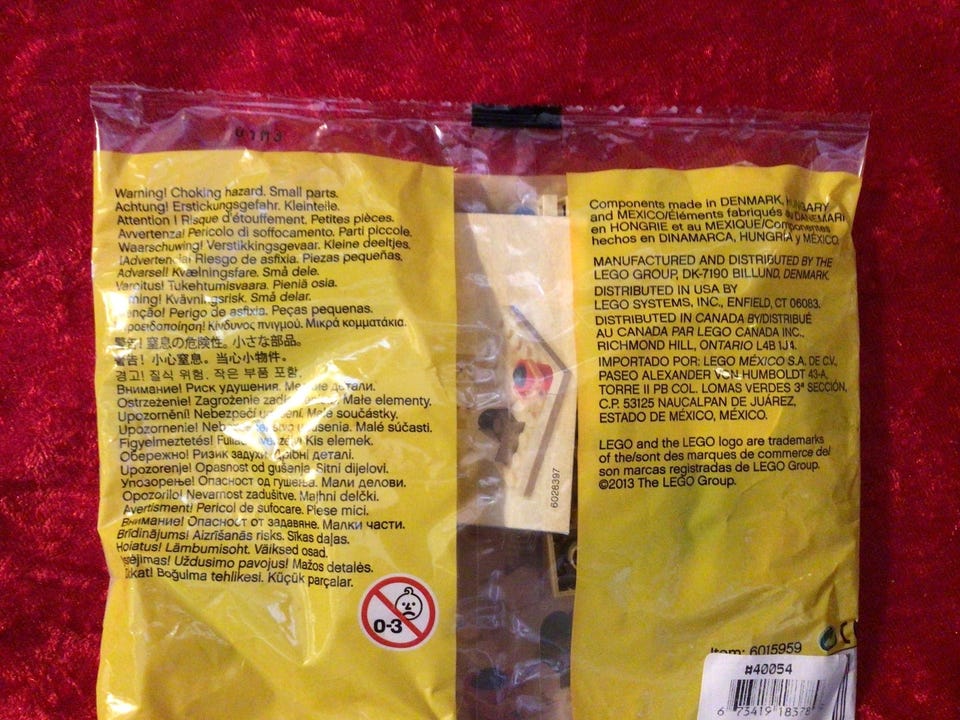 Warning! Choking hazard. Small parts.
Achtung! Erstickungsgefahr. Kleinteile.
Attention ! Risque d'étouffement. Petites pièces.
Avvertenza! Pericolo di soffocamento. Parti piccole.
Waarschuwing! Verstikkingsgevaar. Kleine deeltjes.
¡Advertencia! Riesgo de asfixia. Piezas pequeñas.
Advarsel! Kvælningsfare. Små dele.
Varoitus! Tukehtumisvaara. Pieniä osia.
Kvävningsrisk. Små delar.
Perigo de asfixia. Peças pequenas.
Κίνδυνος πνιγμού. Μικρά κομματάκια.
警告! 窒息の危険性。小さな部品。
警告! 小心窒息。当心小物件。
경고! 질식 위험. 작은 부품 포함.
Внимание! Риск удушения. детали.
Ostrzeżenie! Zagrożenie Małe elementy.
Upozornění! Nebezpečí Malé součástky.
Upozornenie! Malé súčasti.
Figyelmeztetés! Kis elemek.
Обережно! Ризик задухи. Дрібні деталі.
Upozorenje! Opasnost od gušenja. Sitni dijelovi.
Упозорење! Опасност од гушења. Мали делови.
Opozorilo! Nevarnost zadušitve. Majhni delčki.
Avertisment! Pericol de sufocare. Piese mici.
Внимание! Опасност от задавяне. Малки части.
Brīdinājums! Aizrīšanās risks. Sīkas daļas.
Hoiatus! Lämbumisoht. Väiksed osad.
Uždusimo pavojus! Mažos detalės.
Boğulma tehlikesi. Küçük parçalar.
0-3
6028397
Components made in DENMARK, HUNGARY
and MEXICO/Éléments fabriqués au DANEMARK
en HONGRIE et au MEXIQUE/Componentes
hechos en DINAMARCA, HUNGRÍA y MÉXICO
MANUFACTURED AND DISTRIBUTED BY THE
LEGO GROUP, DK-7190 BILLUND, DENMARK.
DISTRIBUTED IN USA BY
LEGO SYSTEMS, INC., ENFIELD, CT 06083.
DISTRIBUTED IN CANADA BY/DISTRIBUÉ
AU CANADA PAR LEGO CANADA INC.,
RICHMOND HILL, ONTARIO L4B 1J4.
IMPORTADO POR: LEGO MÉXICO S.A. DE C.V.,
PASEO ALEXANDER VON HUMBOLDT 43-A,
TORRE II PB COL. LOMAS VERDES 3ª SECCIÓN,
C.P. 53125 NAUCALPAN DE JUÁREZ,
ESTADO DE MÉXICO, MÉXICO.
LEGO and the LEGO logo are trademarks
of the/sont des marques de commerce de/
son marcas registradas de LEGO Group.
©2013 The LEGO Group.
Item: 6015959
#40054
6 73419 18378